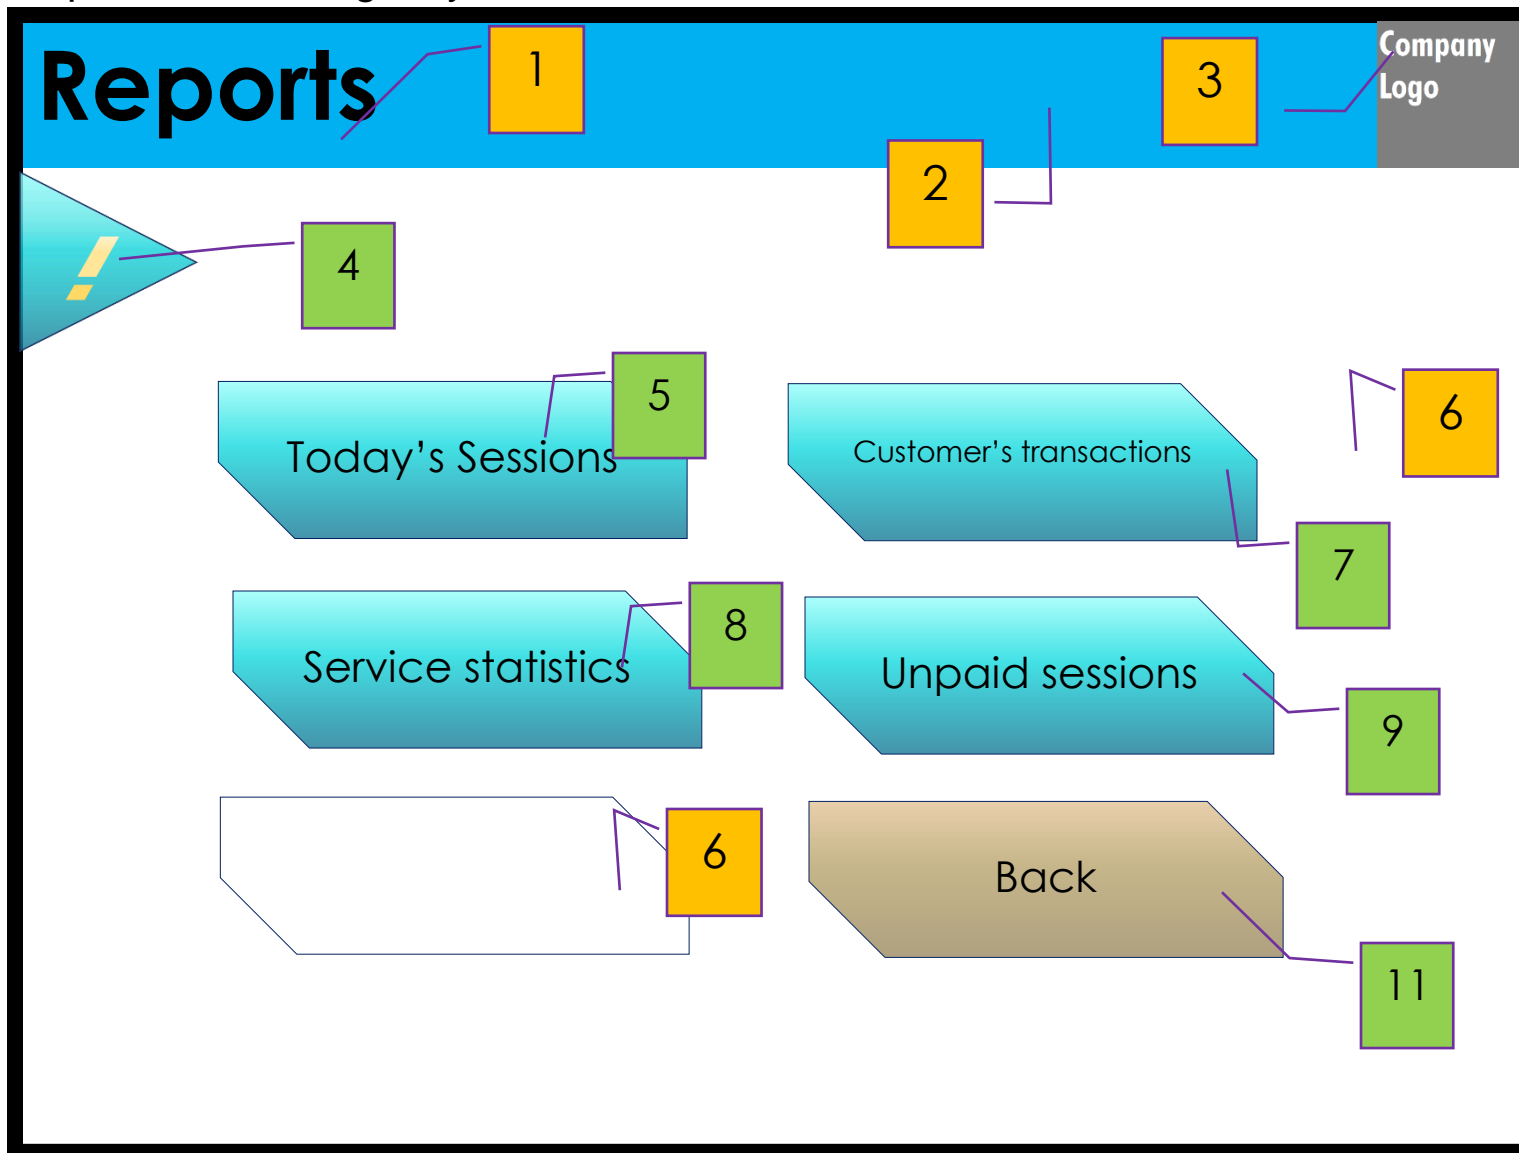 Reports
1
3
Company
Logo
2
!
4
5
6
Today's Sessions
Customer's transactions
7
8
Service statistics
Unpaid sessions
9
6
Back
11